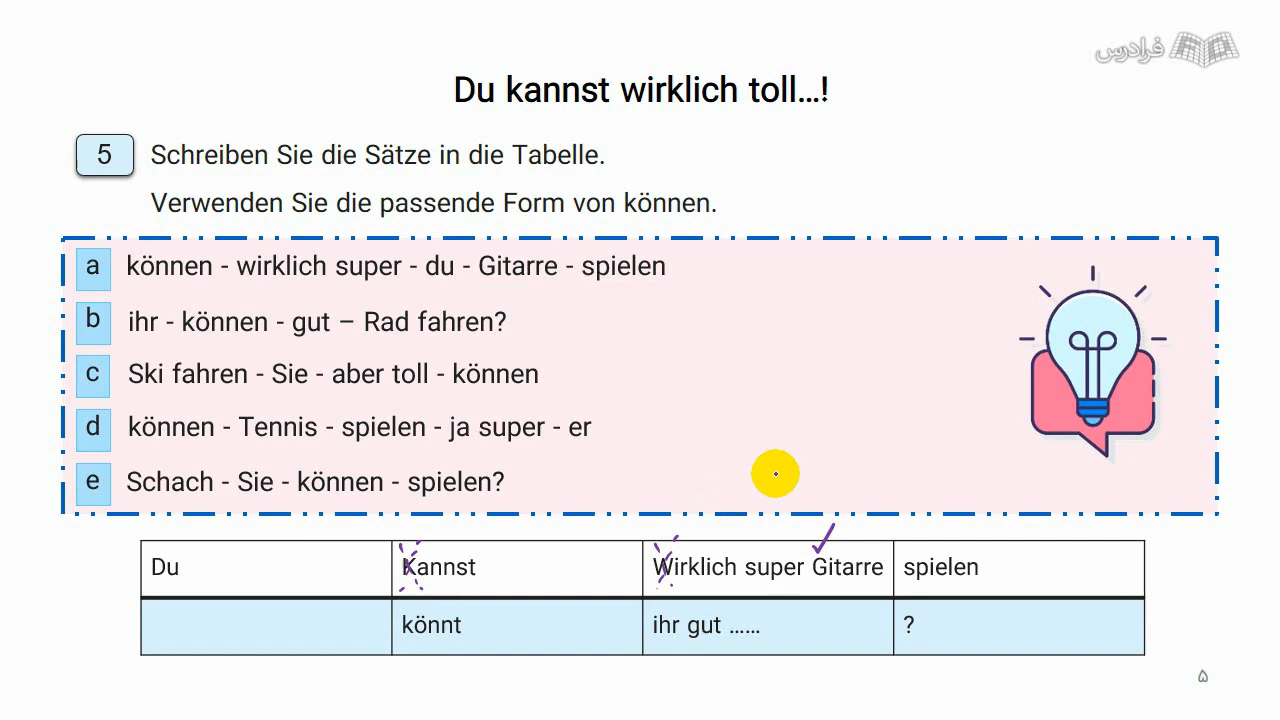 فرادرس
Du kannst wirklich toll...!
5 Schreiben Sie die Sätze in die Tabelle.
Verwenden Sie die passende Form von können.
a können - wirklich super - du - Gitarre - spielen
b ihr - können - gut – Rad fahren?
c Ski fahren - Sie - aber toll - können
d können - Tennis - spielen - ja super - er
e Schach - Sie - können - spielen?
Du Kannst Wirklich super Gitarre spielen
könnt ihr gut ...... ?
۵